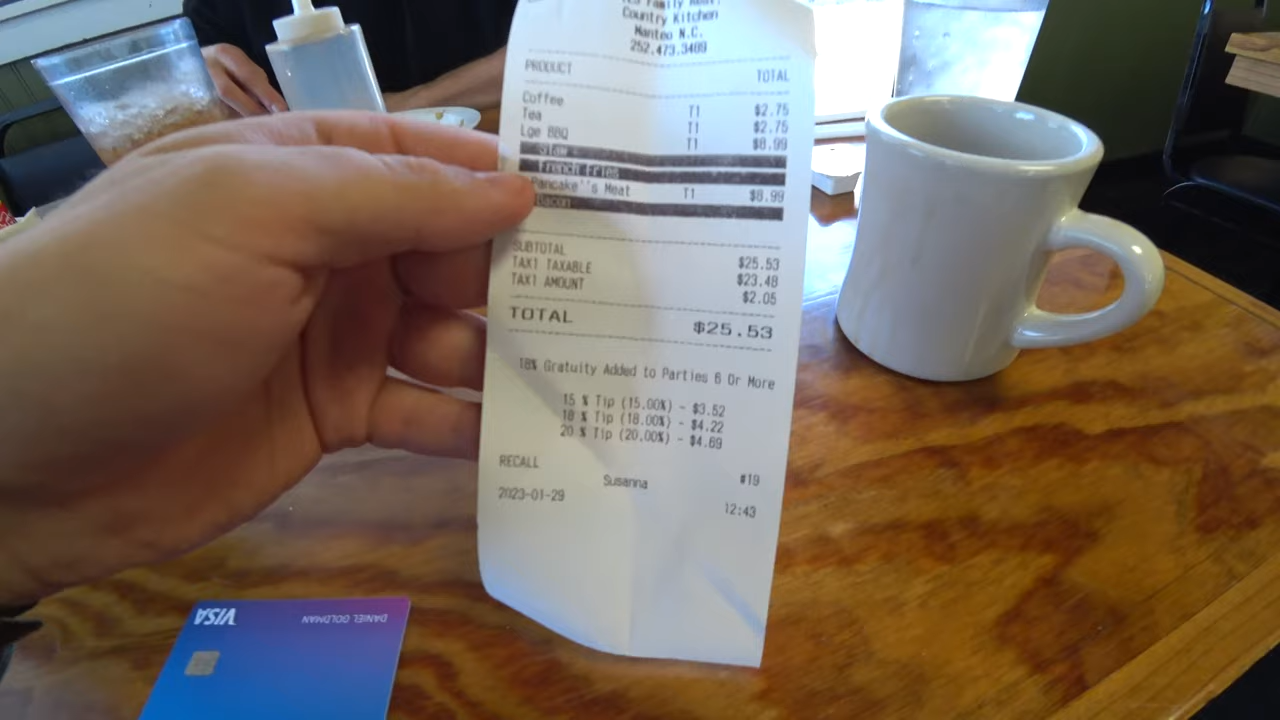 Family Rest.
Country Kitchen
Manteo N.C.
252.473.3489
PRODUCT TOTAL
Coffee T1 $2.75
Tea T1 $2.75
Lge BBQ T1 $8.99
Slaw
French Fries
Pancake''s Meat T1 $8.99
Bacon
SUBTOTAL $25.53
TAX1 TAXABLE $23.48
TAX1 AMOUNT $2.05
TOTAL $25.53
18% Gratuity Added to Parties 6 Or More
15 % Tip (15.00%) - $3.52
18 % Tip (18.00%) - $4.22
20 % Tip (20.00%) - $4.69
RECALL
Susanna #19
2023-01-29 12:43
VISA DANIEL GOLDMAN